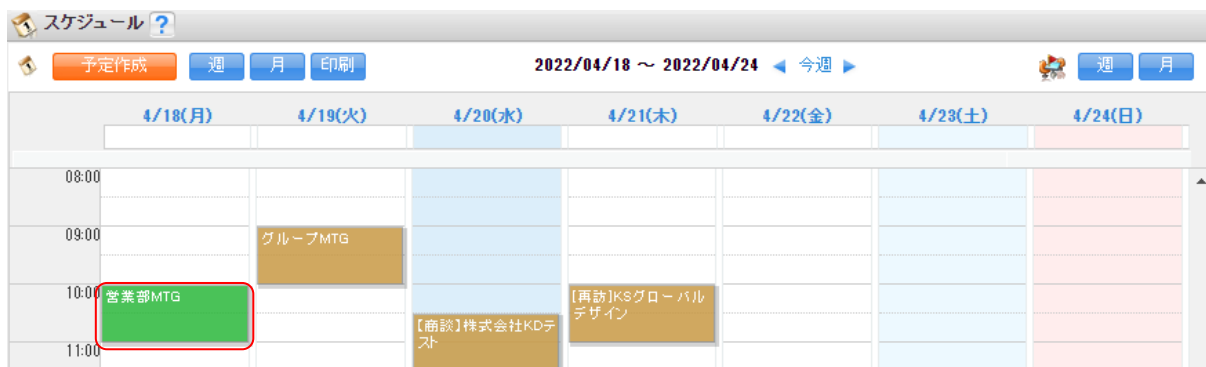 スケジュール ?
予定作成 週 月 印刷 2022/04/18 ～ 2022/04/24 今週 週 月
4/18(月) 4/19(火) 4/20(水) 4/21(木) 4/22(金) 4/23(土) 4/24(日)
08:00
09:00 グループMTG
10:00 営業部MTG 【再訪】KSグローバル
デザイン
【商談】株式会社KDテ
スト
11:00